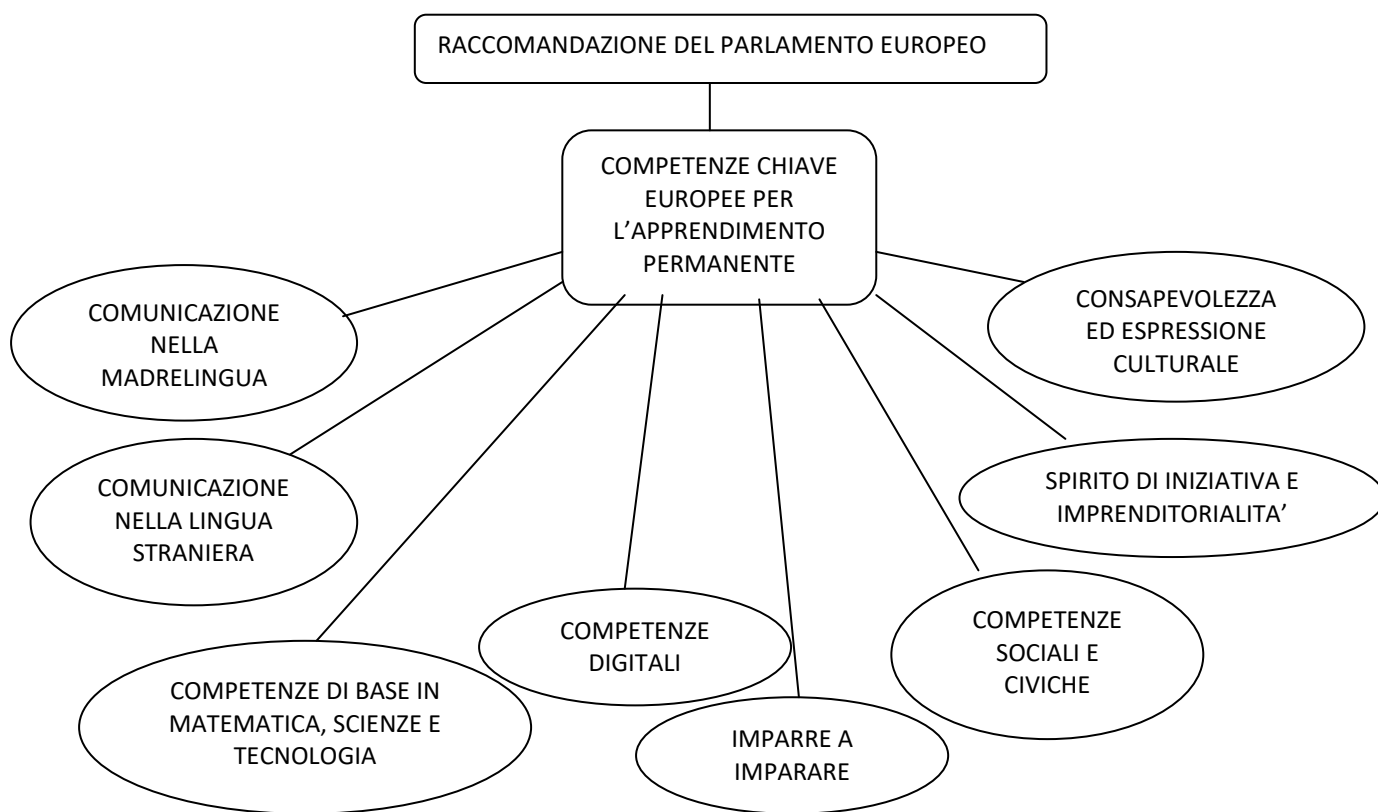 RACCOMANDAZIONE DEL PARLAMENTO EUROPEO
COMPETENZE CHIAVE
EUROPEE PER
L’APPRENDIMENTO
PERMANENTE
COMUNICAZIONE
NELLA
MADRELINGUA
CONSAPEVOLEZZA
ED ESPRESSIONE
CULTURALE
COMUNICAZIONE
NELLA LINGUA
STRANIERA
SPIRITO DI INIZIATIVA E
IMPRENDITORIALITA’
COMPETENZE DI BASE IN
MATEMATICA, SCIENZE E
TECNOLOGIA
COMPETENZE
DIGITALI
IMPARRE A
IMPARARE
COMPETENZE
SOCIALI E
CIVICHE